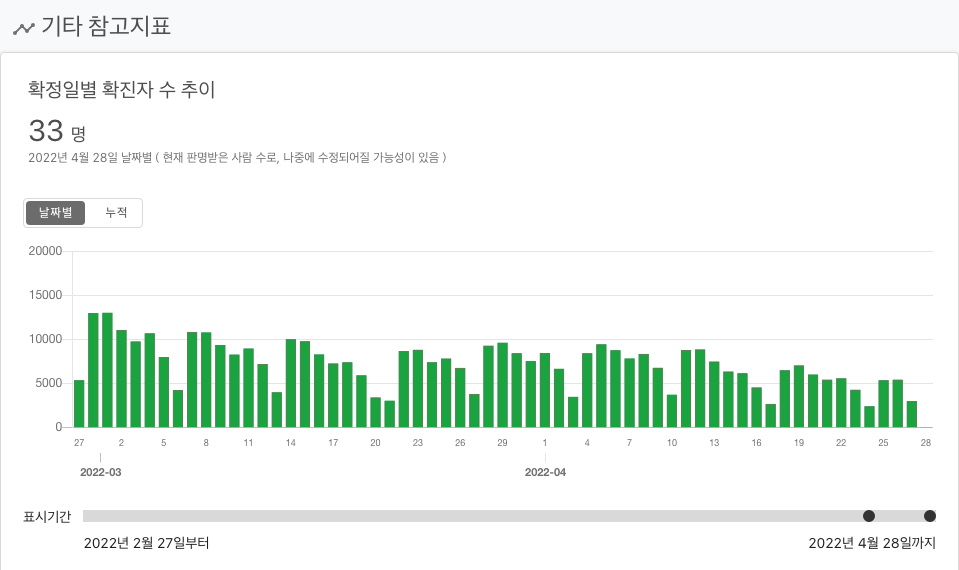 기타 참고지표
확정일별 확진자 수 추이
33 명
2022년 4월 28일 날짜별 ( 현재 판명받은 사람 수로, 나중에 수정되어질 가능성이 있음 )
날짜별 누적
20000
15000
10000
5000
0
27 2 5 8 11 14 17 20 23 26 29 1 4 7 10 13 16 19 22 25 28
2022-03 2022-04
표시기간
2022년 2월 27일부터 2022년 4월 28일까지